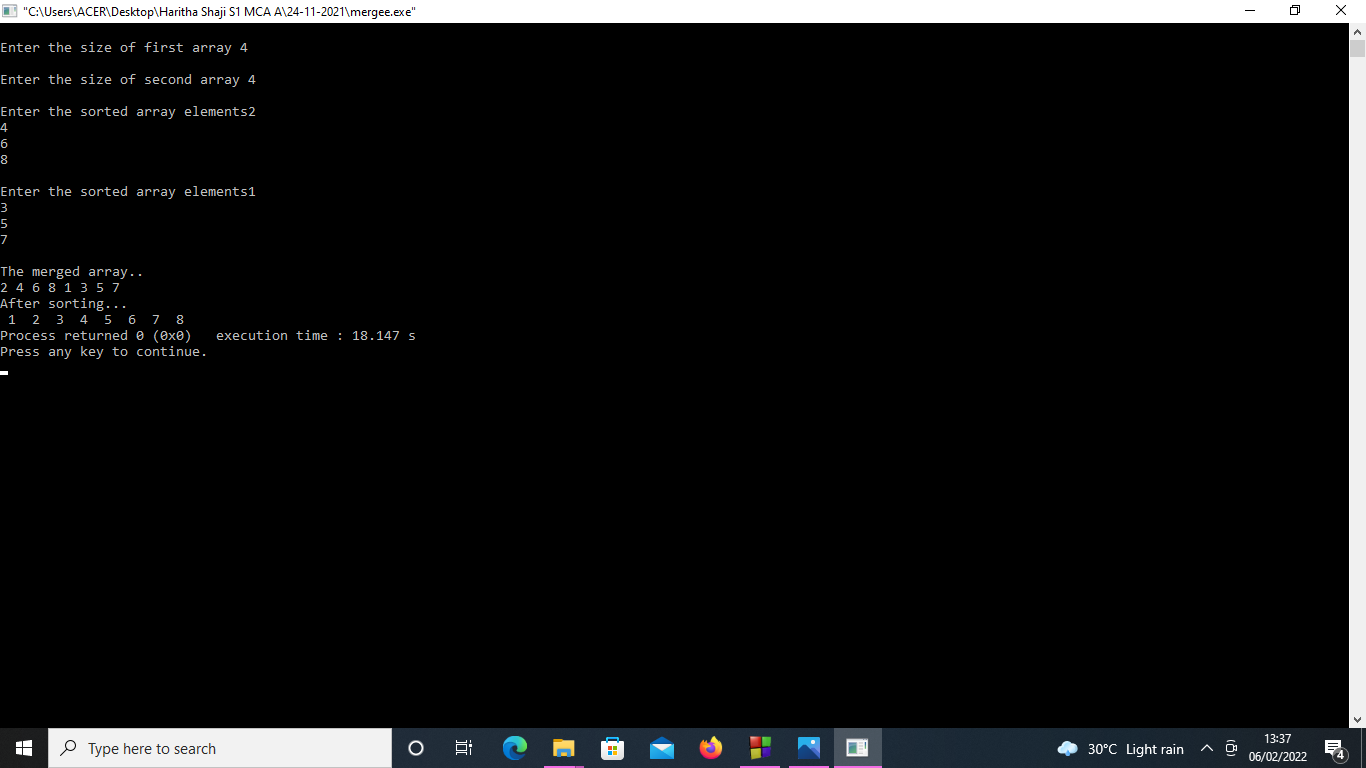 "C:\Users\ACER\Desktop\Haritha Shaji S1 MCA A\24-11-2021\mergee.exe"
Enter the size of first array 4
Enter the size of second array 4
Enter the sorted array elements2
4
6
8
Enter the sorted array elements1
3
5
7
The merged array..
2 4 6 8 1 3 5 7
After sorting...
 1  2  3  4  5  6  7  8
Process returned 0 (0x0)   execution time : 18.147 s
Press any key to continue.
Type here to search
30°C Light rain
13:37
06/02/2022
4